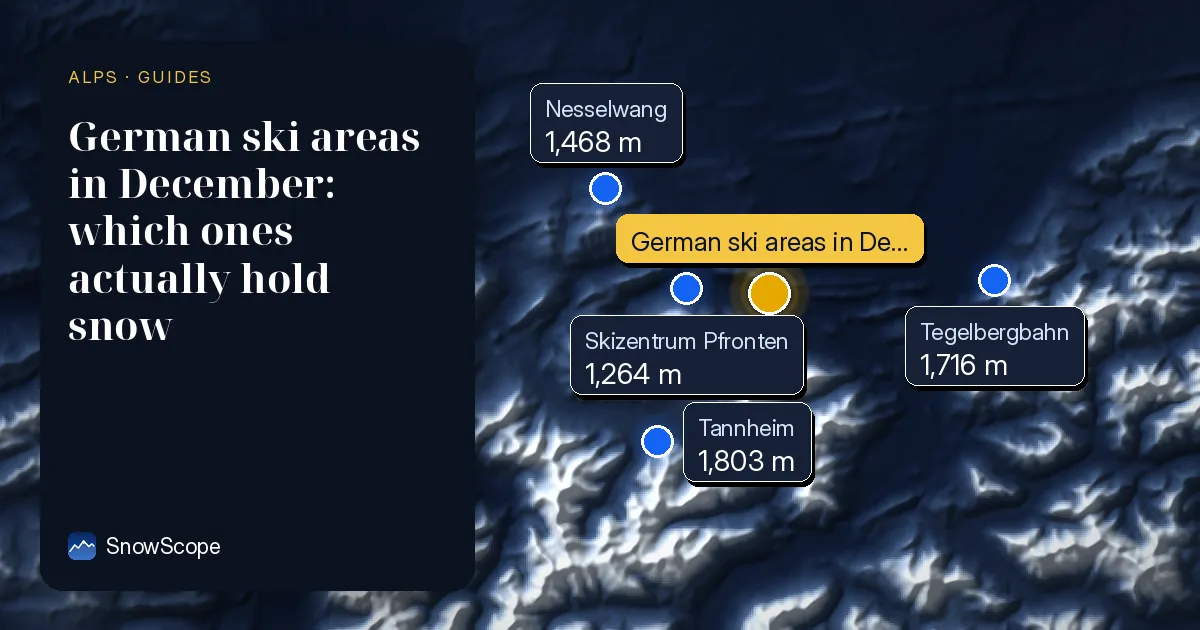 ALPS · GUIDES
German ski areas
in December:
which ones
actually hold
snow
SnowScope
Nesselwang
1,468 m
German ski areas in De...
Skizentrum Pfronten
1,264 m
Tegelbergbahn
1,716 m
Tannheim
1,803 m